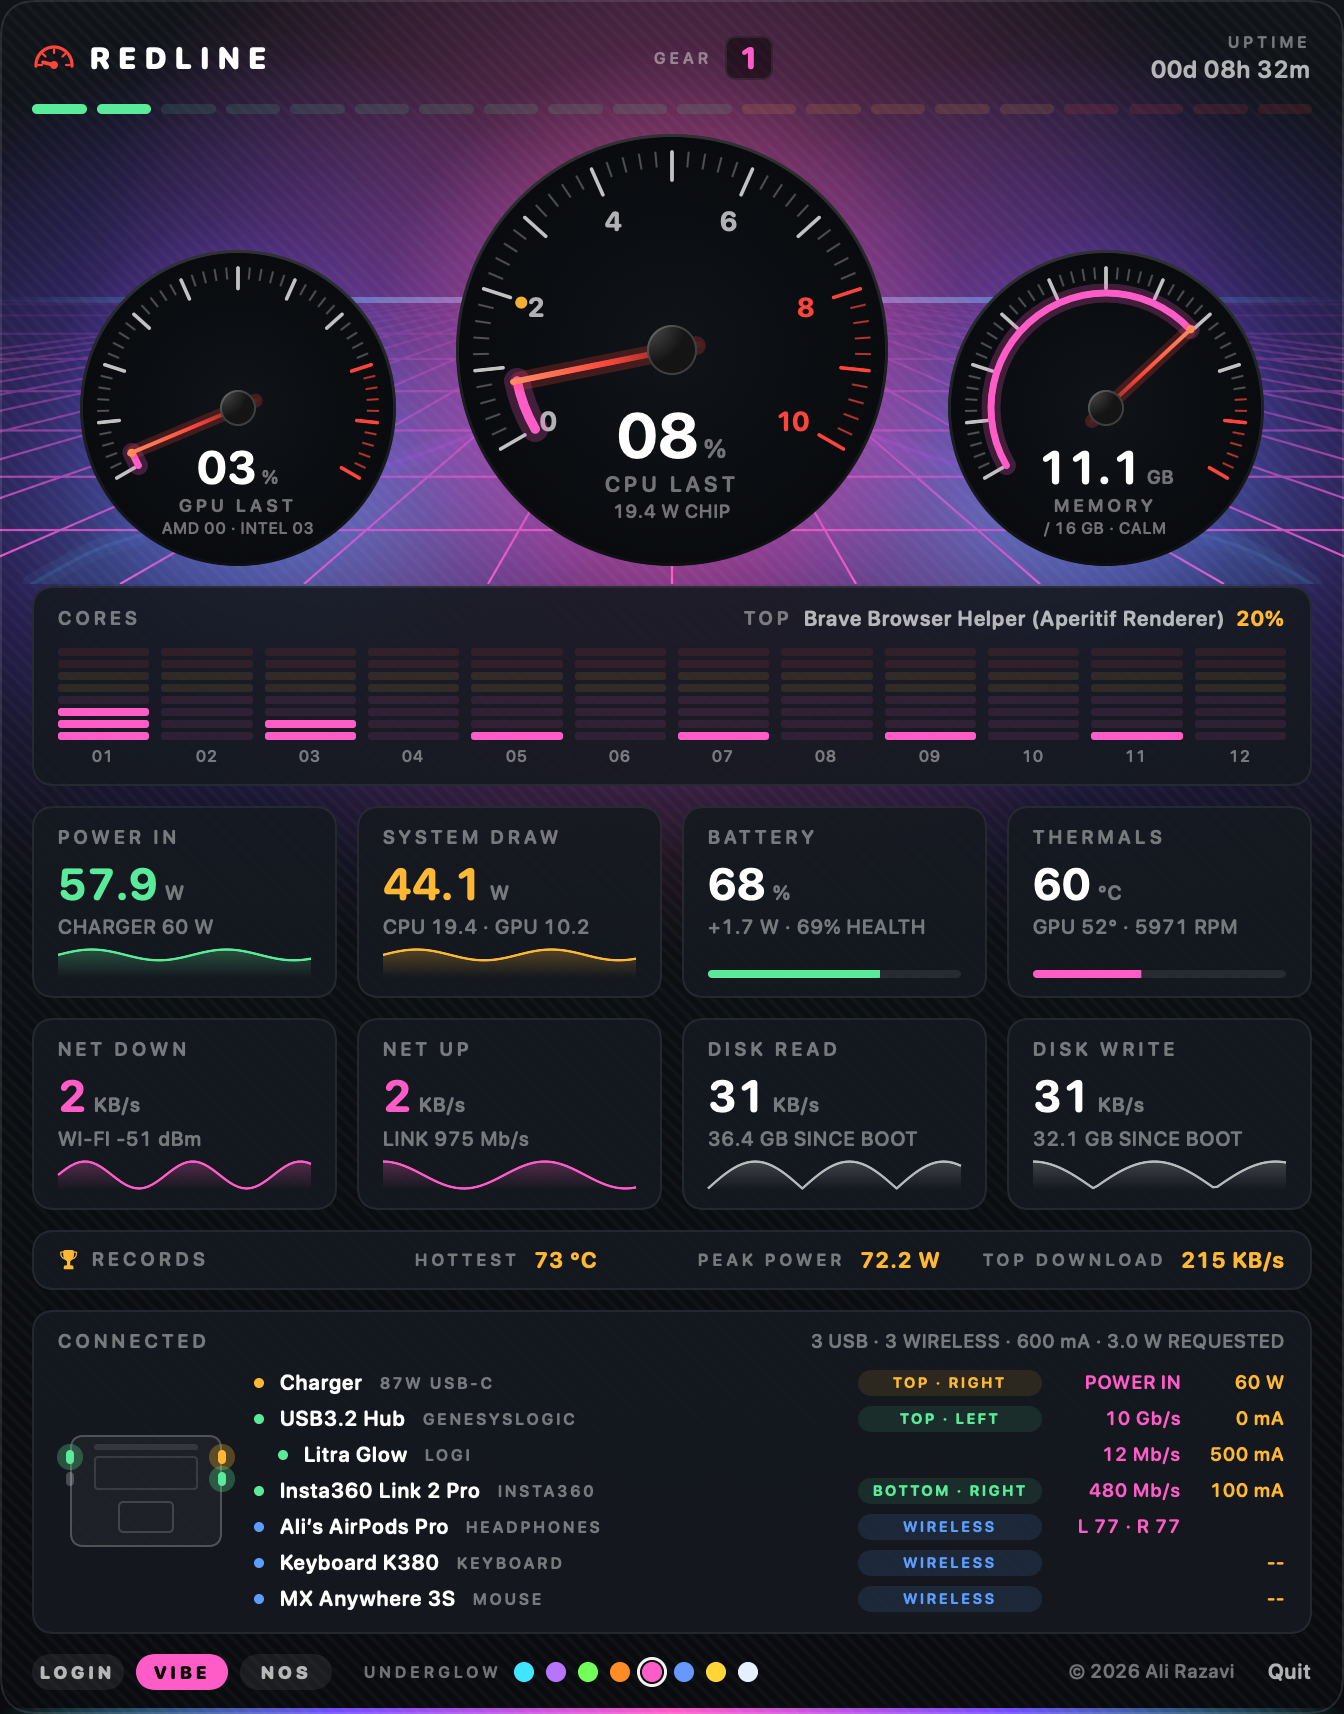 REDLINE
GEAR 1
UPTIME
00d 08h 32m
03 %
GPU LAST
AMD 00 · INTEL 03
0
2
4
6
8
10
08 %
CPU LAST
19.4 W CHIP
11.1 GB
MEMORY
/ 16 GB · CALM
CORES
TOP Brave Browser Helper (Aperitif Renderer) 20%
01 02 03 04 05 06 07 08 09 10 11 12
POWER IN
57.9 W
CHARGER 60 W
SYSTEM DRAW
44.1 W
CPU 19.4 · GPU 10.2
BATTERY
68 %
+1.7 W · 69% HEALTH
THERMALS
60 °C
GPU 52° · 5971 RPM
NET DOWN
2 KB/s
WI-FI -51 dBm
NET UP
2 KB/s
LINK 975 Mb/s
DISK READ
31 KB/s
36.4 GB SINCE BOOT
DISK WRITE
31 KB/s
32.1 GB SINCE BOOT
RECORDS HOTTEST 73 °C PEAK POWER 72.2 W TOP DOWNLOAD 215 KB/s
CONNECTED 3 USB · 3 WIRELESS · 600 mA · 3.0 W REQUESTED
Charger 87W USB-C TOP · RIGHT POWER IN 60 W
USB3.2 Hub GENESYSLOGIC TOP · LEFT 10 Gb/s 0 mA
Litra Glow LOGI 12 Mb/s 500 mA
Insta360 Link 2 Pro INSTA360 BOTTOM · RIGHT 480 Mb/s 100 mA
Ali's AirPods Pro HEADPHONES WIRELESS L 77 · R 77
Keyboard K380 KEYBOARD WIRELESS --
MX Anywhere 3S MOUSE WIRELESS --
LOGIN VIBE NOS UNDERGLOW © 2026 Ali Razavi Quit